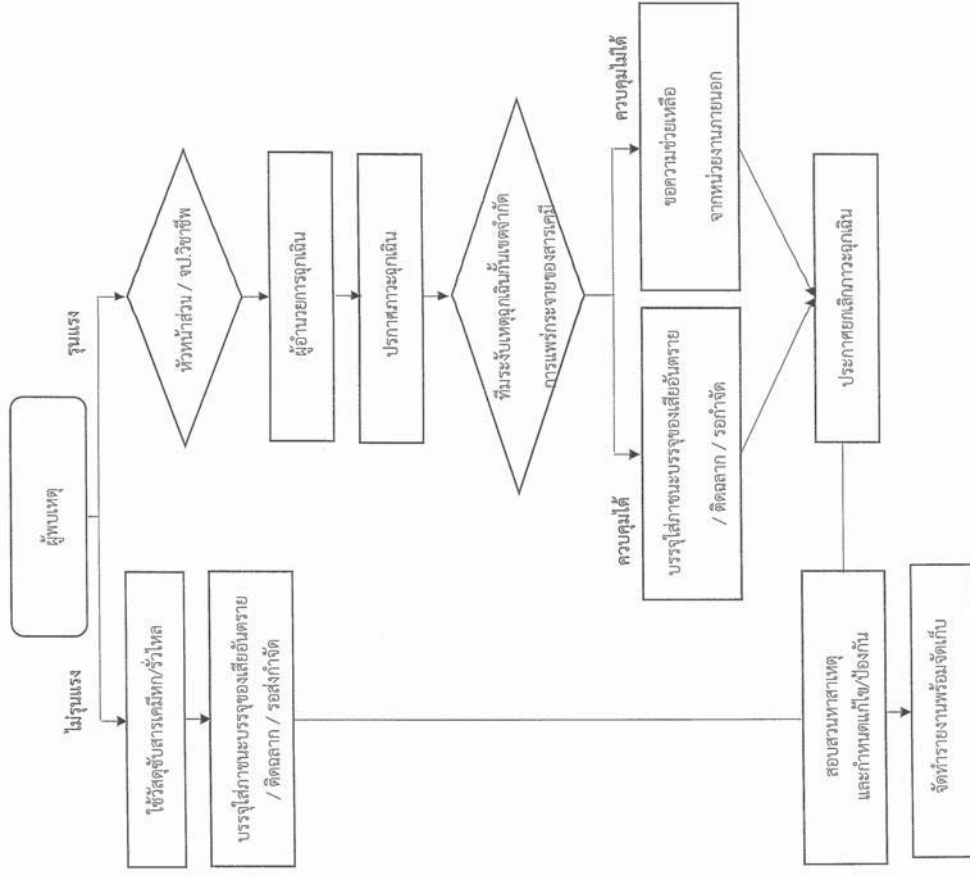 ผู้พบเหตุ
ไม่รุนแรง
รุนแรง
ใช้วัสดุซับสารเคมีหก/รั่วไหล
บรรจุใส่ภาชนะบรรจุของเสียอันตราย
/ ติดฉลาก / รอส่งกำจัด
หัวหน้าส่วน / จป.วิชาชีพ
ผู้อำนวยการฉุกเฉิน
ประกาศภาวะฉุกเฉิน
ทีมระงับเหตุฉุกเฉินกั้นเขตจำกัด
การแพร่กระจายของสารเคมี
ควบคุมได้
ควบคุมไม่ได้
บรรจุใส่ภาชนะบรรจุของเสียอันตราย
/ ติดฉลาก / รอกำจัด
ขอความช่วยเหลือ
จากหน่วยงานภายนอก
ประกาศยกเลิกภาวะฉุกเฉิน
สอบสวนหาสาเหตุ
และกำหนดแก้ไข/ป้องกัน
จัดทำรายงานพร้อมจัดเก็บ